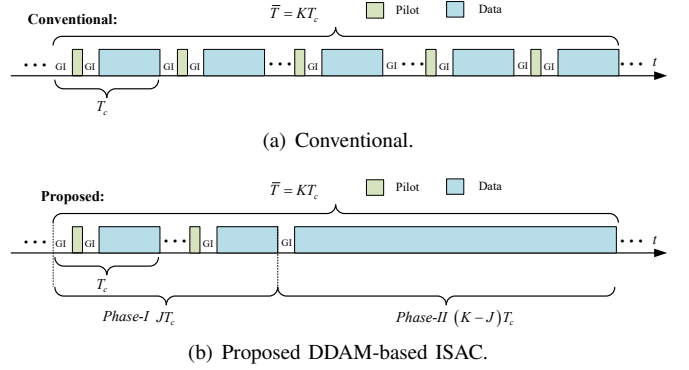 Conventional:
T̄ = KT_c
Pilot
Data
••• GI GI GI GI ••• GI GI ••• GI GI GI ••• t
T_c
(a) Conventional.
Proposed:
T̄ = KT_c
Pilot
Data
••• GI GI ••• GI GI ••• t
T_c
Phase-I JT_c
Phase-II (K − J)T_c
(b) Proposed DDAM-based ISAC.